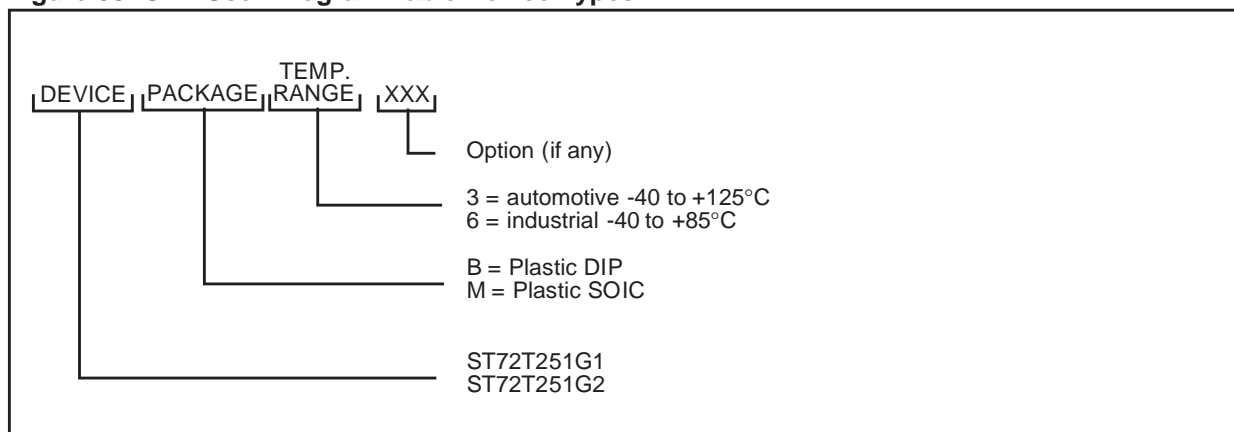 TEMP.
DEVICE PACKAGE RANGE XXX
Option (if any)
3 = automotive -40 to +125°C
6 = industrial -40 to +85°C
B = Plastic DIP
M = Plastic SOIC
ST72T251G1
ST72T251G2